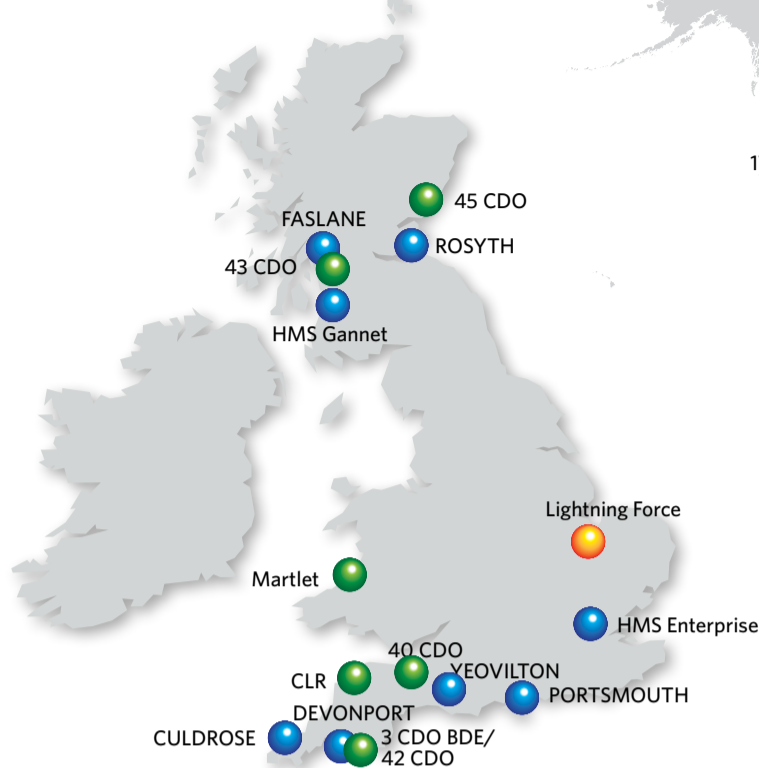 1
45 CDO
FASLANE
ROSYTH
43 CDO
HMS Gannet
Lightning Force
Martlet
HMS Enterprise
40 CDO
YEOVILTON
CLR
PORTSMOUTH
DEVONPORT
CULDROSE
3 CDO BDE/
42 CDO